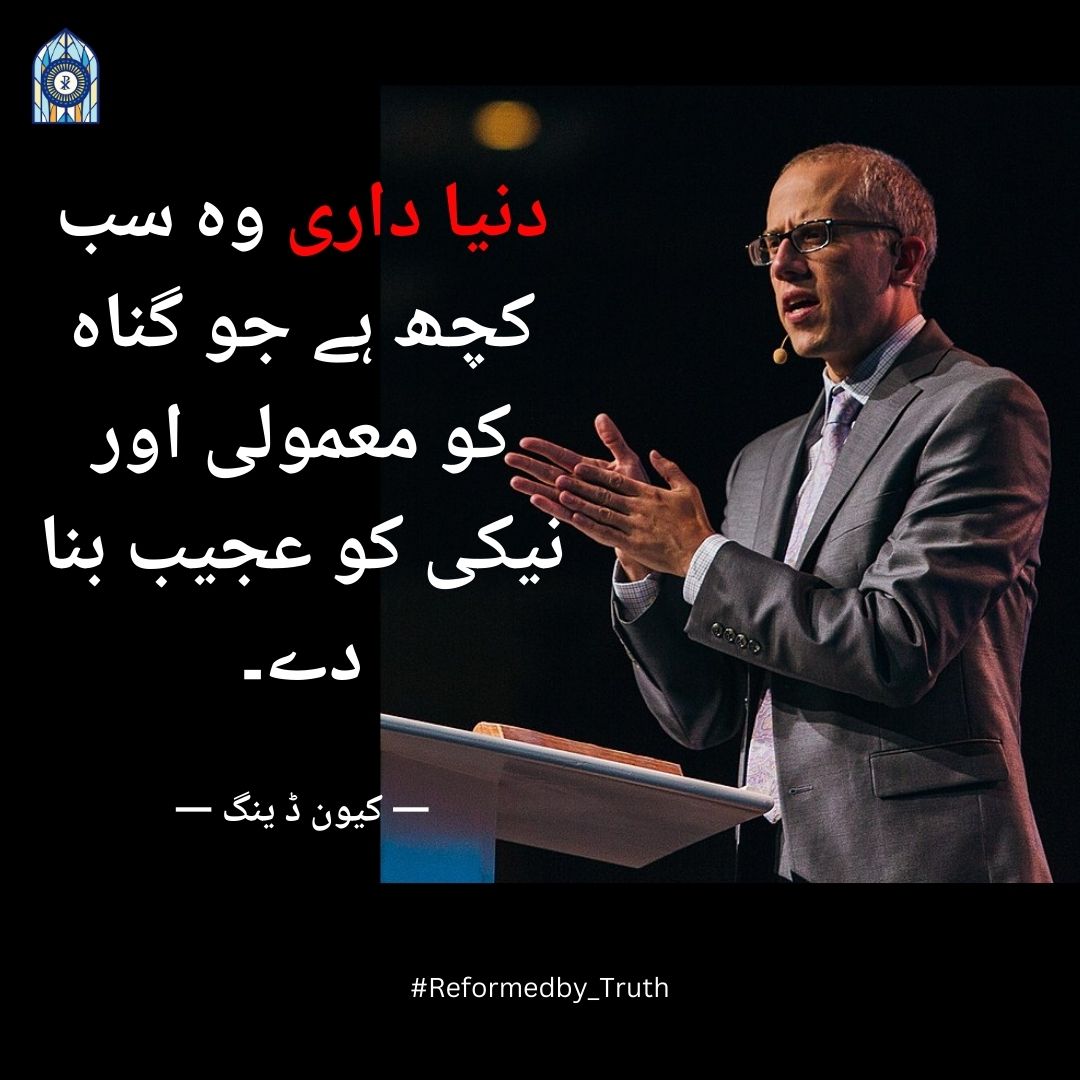 دنیا داری وہ سب
کچھ ہے جو گناہ
کو معمولی اور
نیکی کو عجیب بنا
دے۔
— کیون ڈ ینگ —
#Reformedby_Truth